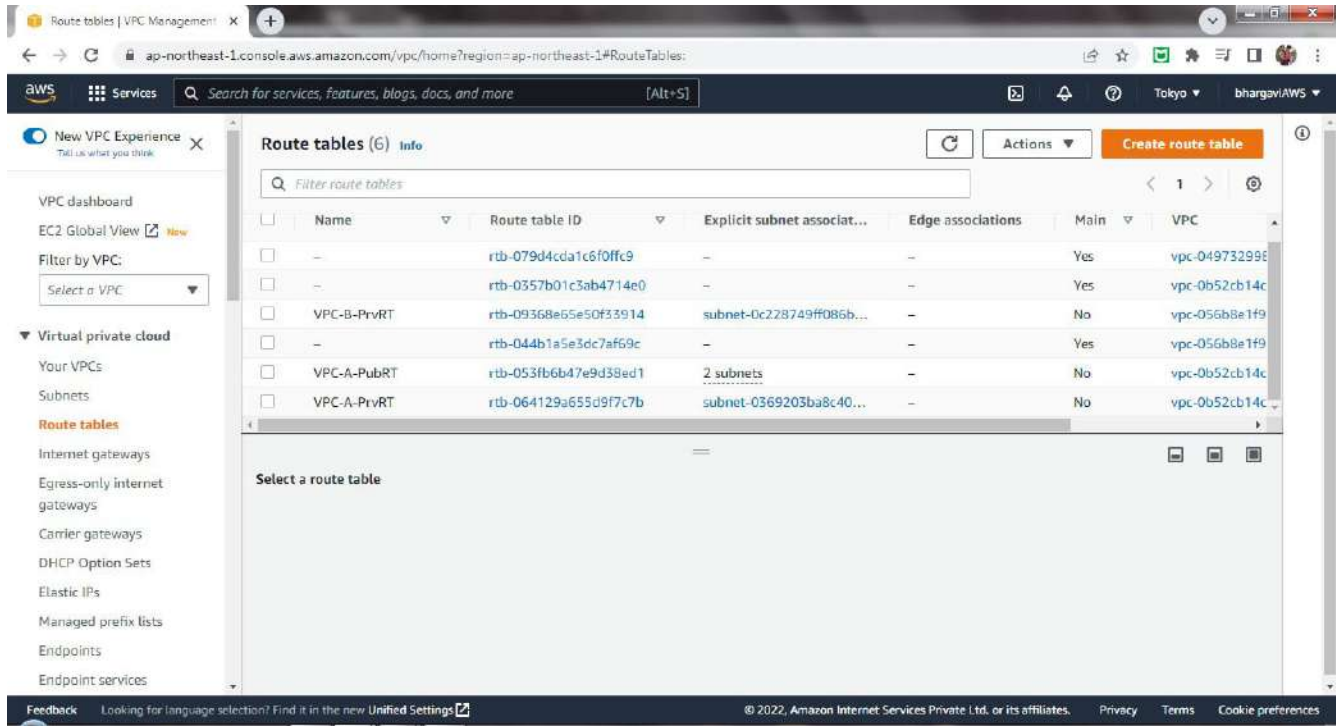 Route tables | VPC Management
ap-northeast-1.console.aws.amazon.com/vpc/home?region=ap-northeast-1#RouteTables:
aws Services Search for services, features, blogs, docs, and more [Alt+S] Tokyo bhargaviAWS
New VPC Experience
Tell us what you think
VPC dashboard
EC2 Global View New
Filter by VPC:
Select a VPC
Virtual private cloud
Your VPCs
Subnets
Route tables
Internet gateways
Egress-only internet
gateways
Carrier gateways
DHCP Option Sets
Elastic IPs
Managed prefix lists
Endpoints
Endpoint services
Route tables (6) Info Actions Create route table
Filter route tables 1
Name Route table ID Explicit subnet associat... Edge associations Main VPC
– rtb-079d4cda1c6f0ffc9 – – Yes vpc-049732998
– rtb-0357b01c3ab4714e0 – – Yes vpc-0b52cb14c
VPC-B-PrvRT rtb-09368e65e50f33914 subnet-0c228749ff086b... – No vpc-056b8e1f9
– rtb-044b1a5e3dc7af69c – – Yes vpc-056b8e1f9
VPC-A-PubRT rtb-053fb6b47e9d38ed1 2 subnets – No vpc-0b52cb14c
VPC-A-PrvRT rtb-064129a655d9f7c7b subnet-0369203ba8c40... – No vpc-0b52cb14c
Select a route table
Feedback Looking for language selection? Find it in the new Unified Settings © 2022, Amazon Internet Services Private Ltd. or its affiliates. Privacy Terms Cookie preferences